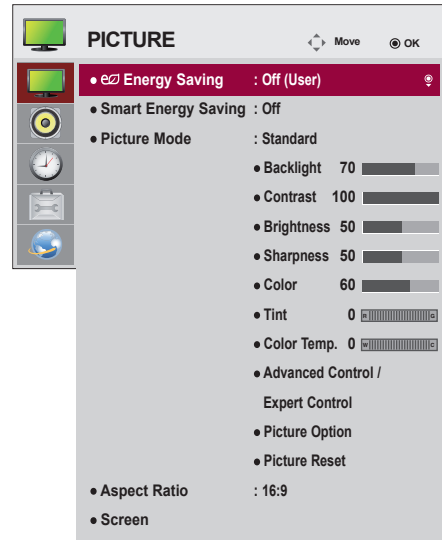 PICTURE Move OK
• Energy Saving : Off (User)
• Smart Energy Saving : Off
• Picture Mode : Standard
• Backlight 70
• Contrast 100
• Brightness 50
• Sharpness 50
• Color 60
• Tint 0 R G
• Color Temp. 0 W C
• Advanced Control /
Expert Control
• Picture Option
• Picture Reset
• Aspect Ratio : 16:9
• Screen